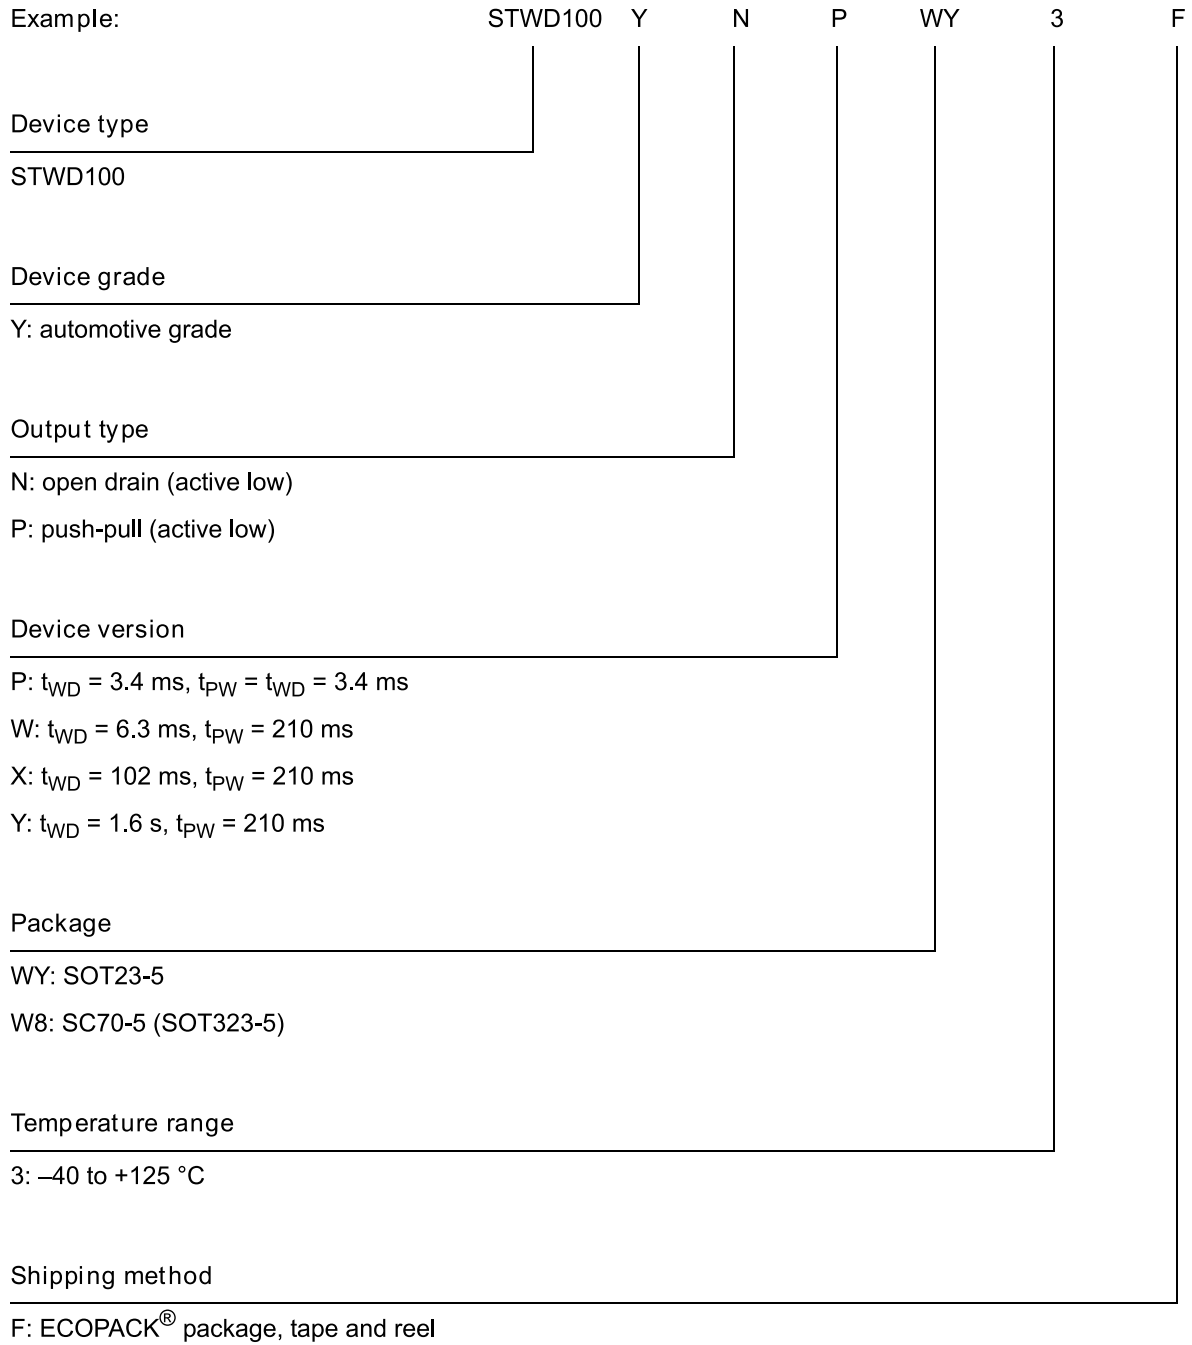 Example: STWD100 Y N P WY 3 F
Device type
STWD100
Device grade
Y: automotive grade
Output type
N: open drain (active low)
P: push-pull (active low)
Device version
P: tWD = 3.4 ms, tPW = tWD = 3.4 ms
W: tWD = 6.3 ms, tPW = 210 ms
X: tWD = 102 ms, tPW = 210 ms
Y: tWD = 1.6 s, tPW = 210 ms
Package
WY: SOT23-5
W8: SC70-5 (SOT323-5)
Temperature range
3: –40 to +125 °C
Shipping method
F: ECOPACK® package, tape and reel